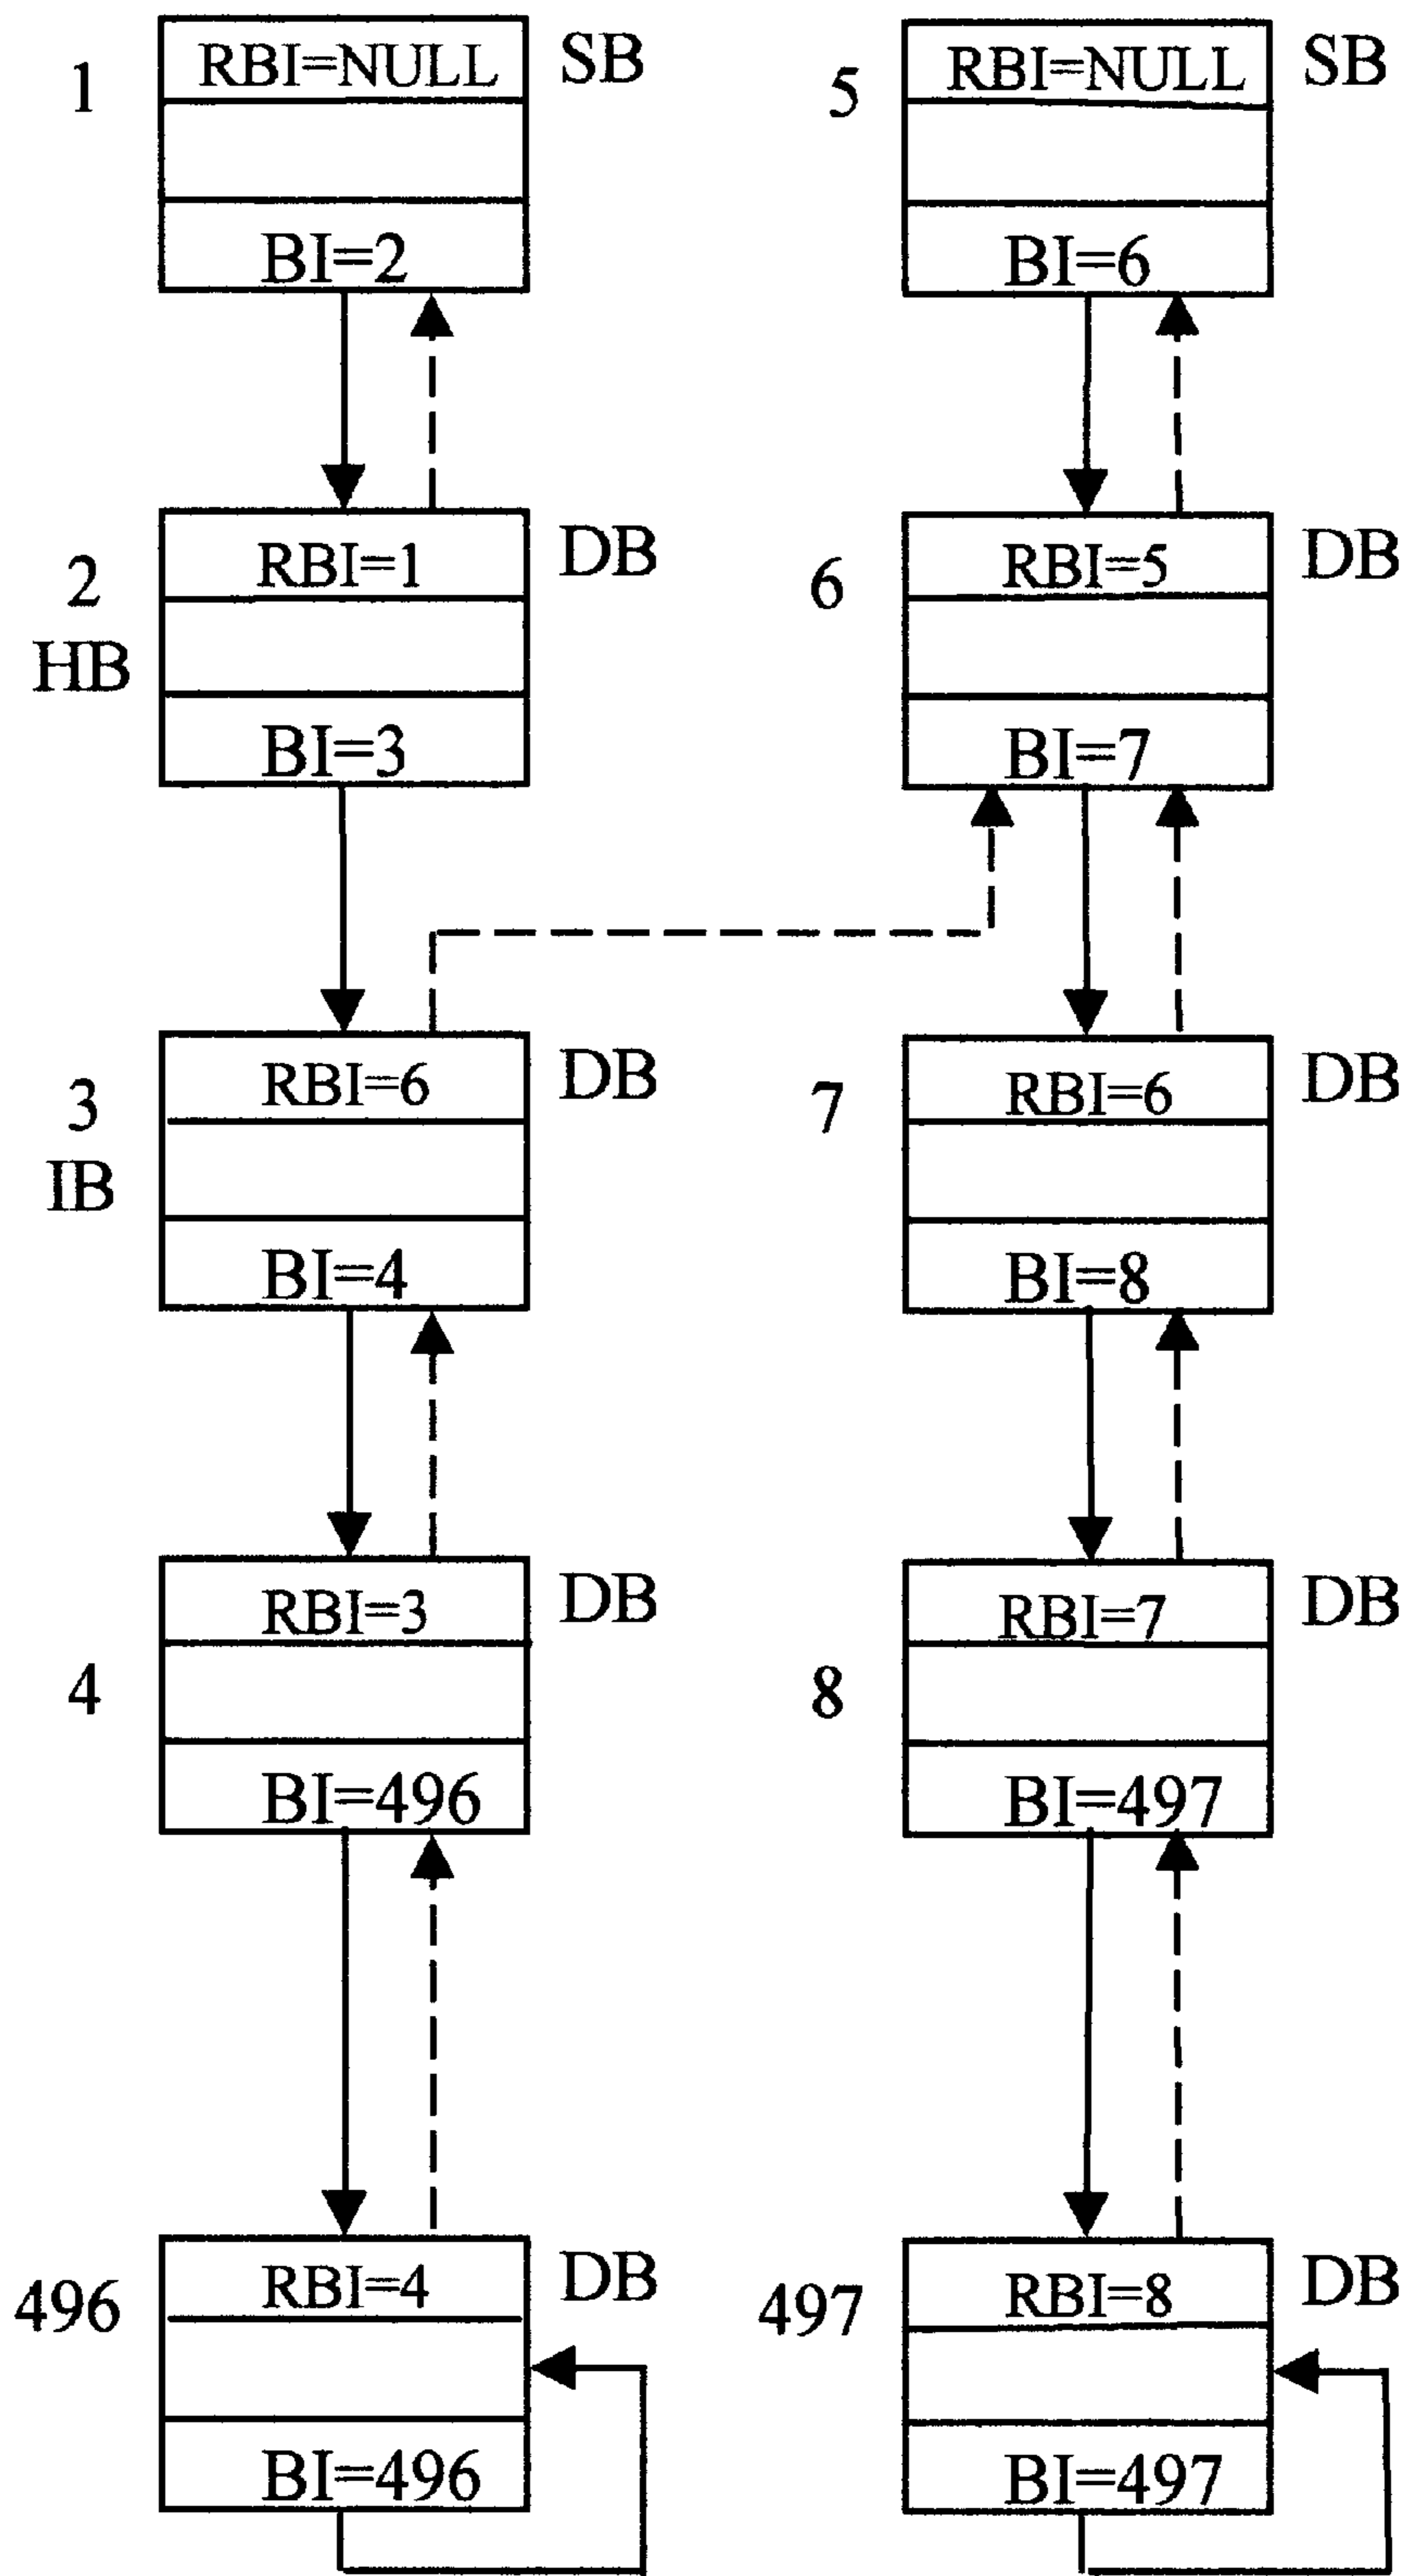 1
RBI=NULL
SB
BI=2
2
HB
RBI=1
DB
BI=3
3
IB
RBI=6
DB
BI=4
4
RBI=3
DB
BI=496
496
RBI=4
DB
BI=496
5
RBI=NULL
SB
BI=6
6
RBI=5
DB
BI=7
7
RBI=6
DB
BI=8
8
RBI=7
DB
BI=497
497
RBI=8
DB
BI=497